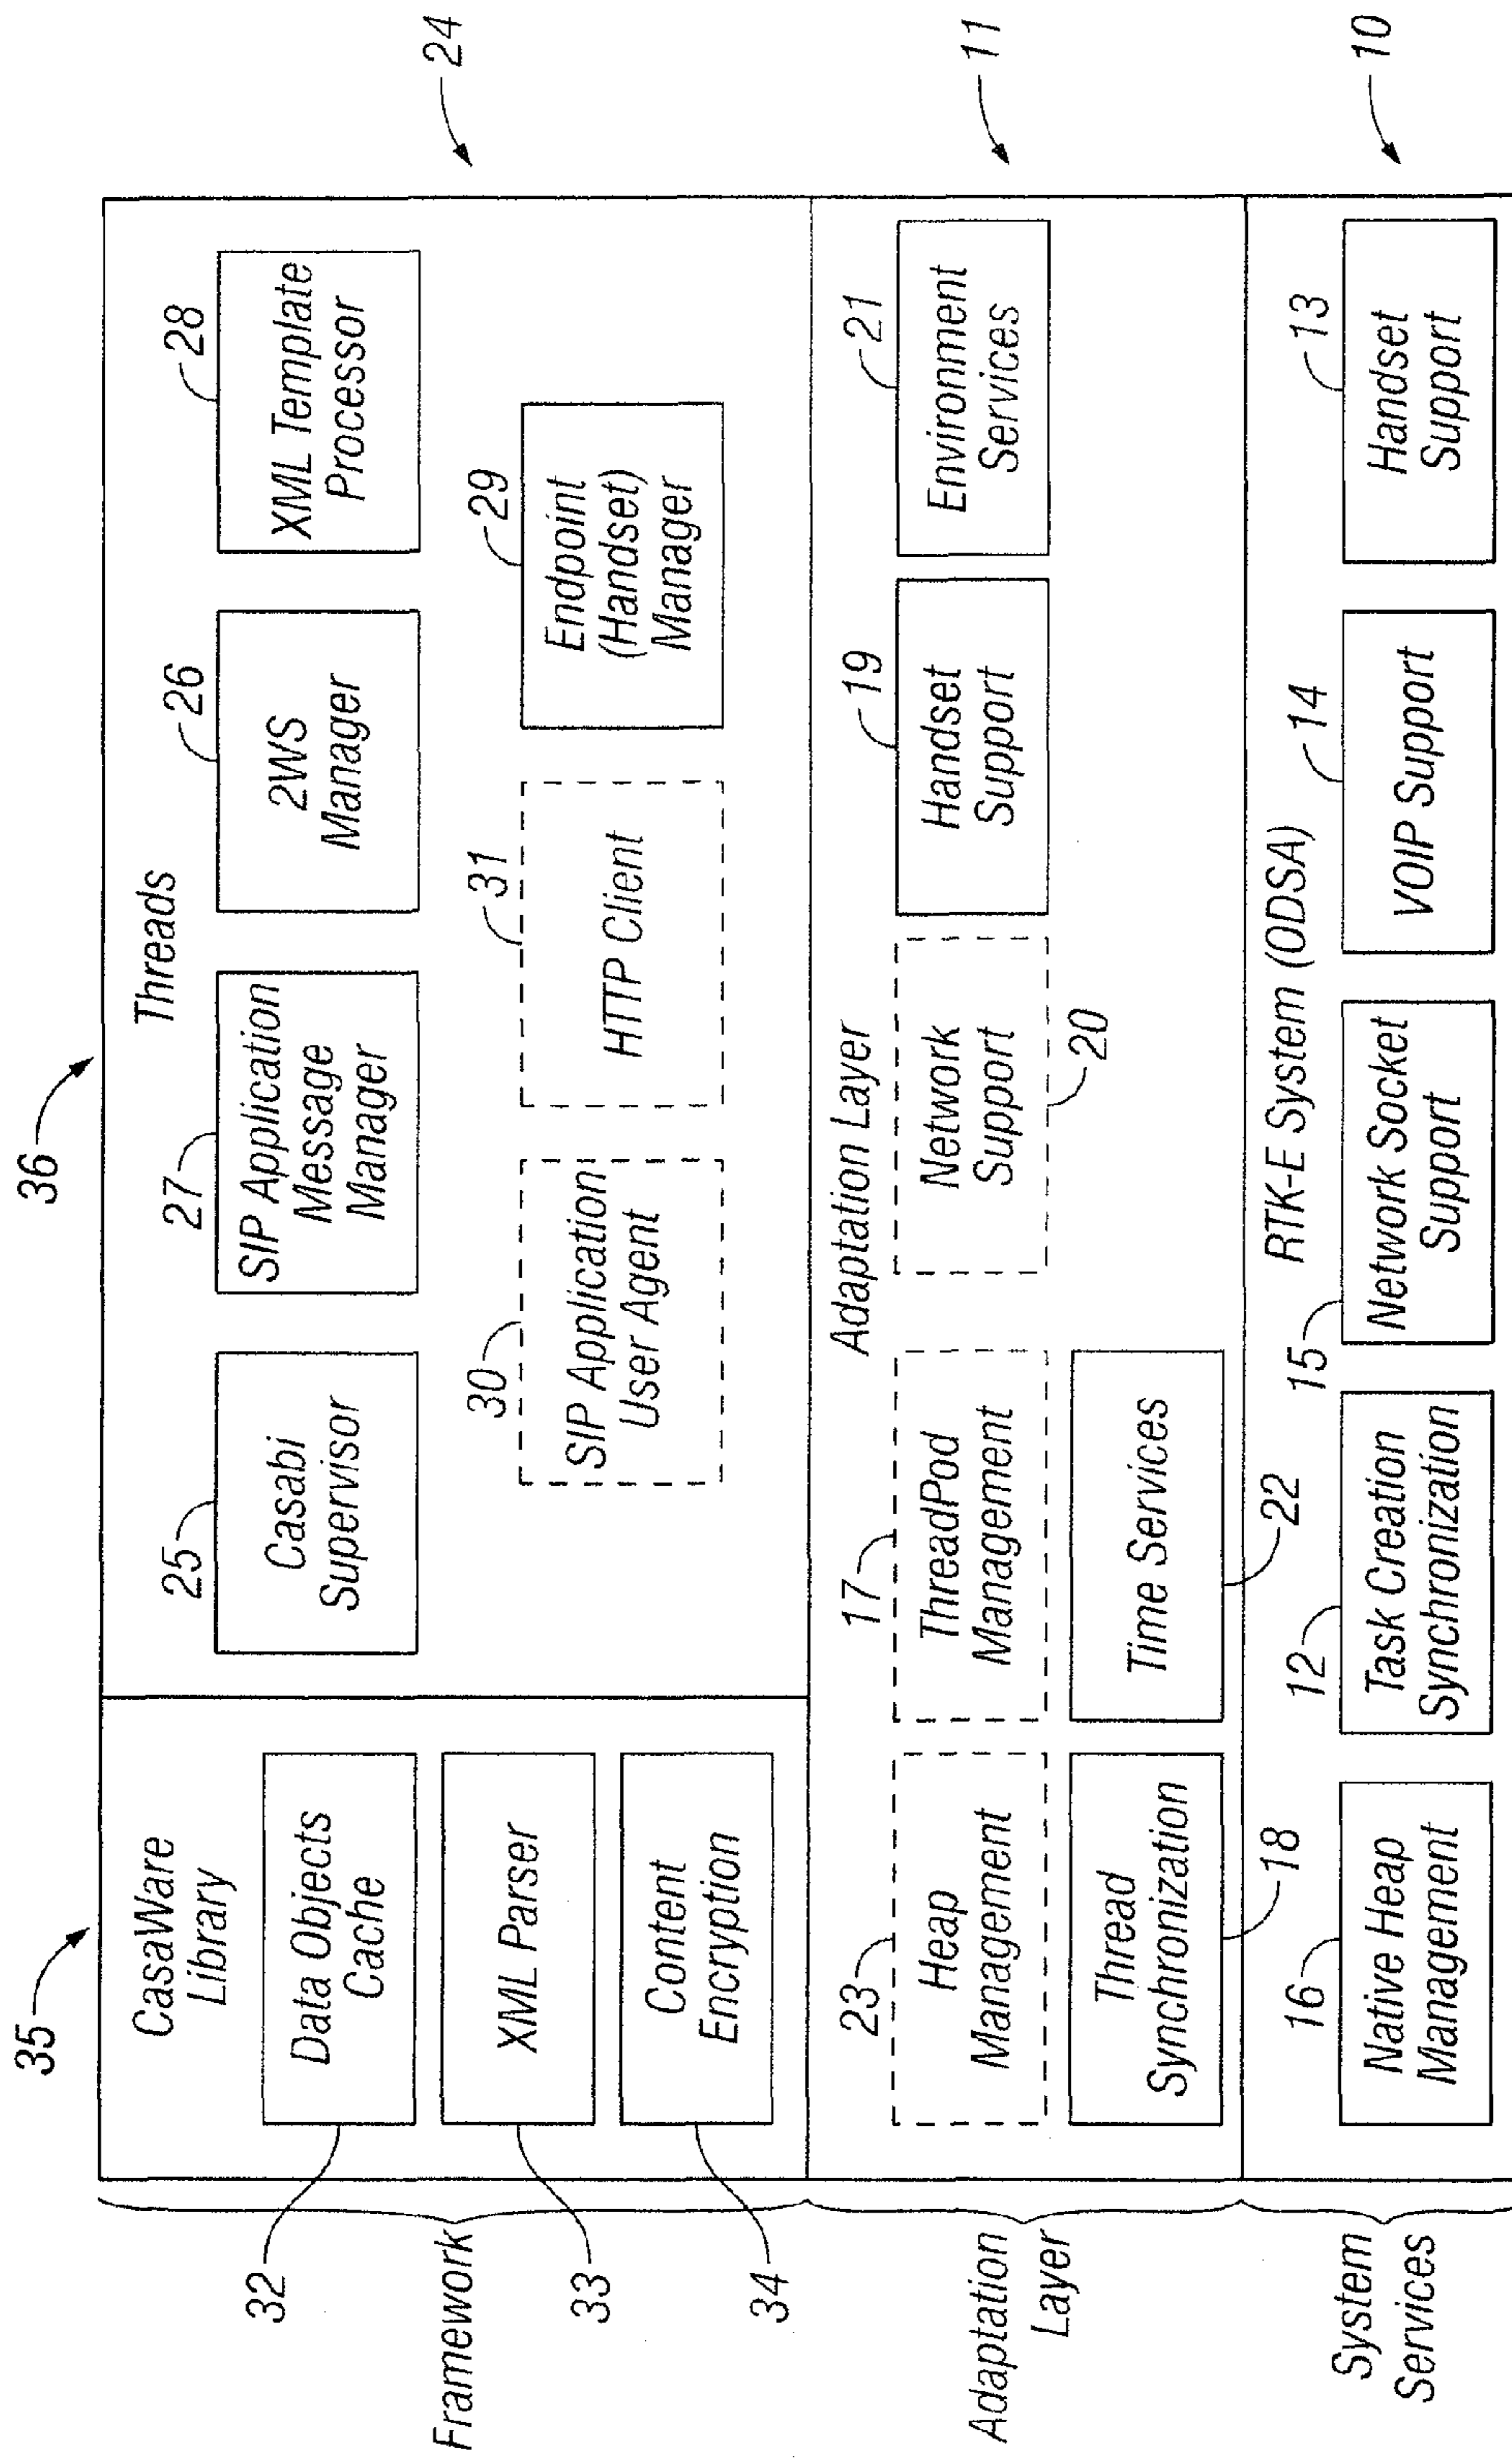 35
36
CasaWare
Library
Threads
24
32
Data Objects
Cache
33
XML Parser
34
Content
Encryption
25
Casabi
Supervisor
27
SIP Application
Message
Manager
26
2WS
Manager
28
XML Template
Processor
30
SIP Application
User Agent
31
HTTP Client
29
Endpoint
(Handset)
Manager
Framework
Adaptation Layer
11
23
Heap
Management
17
ThreadPod
Management
Network
Support
20
19
Handset
Support
21
Environment
Services
Thread
Synchronization
18
Time Services
22
Adaptation
Layer
RTK-E System (ODSA)
10
16
Native Heap
Management
12
Task Creation
Synchronization
15
Network Socket
Support
14
VOIP Support
13
Handset
Support
System
Services